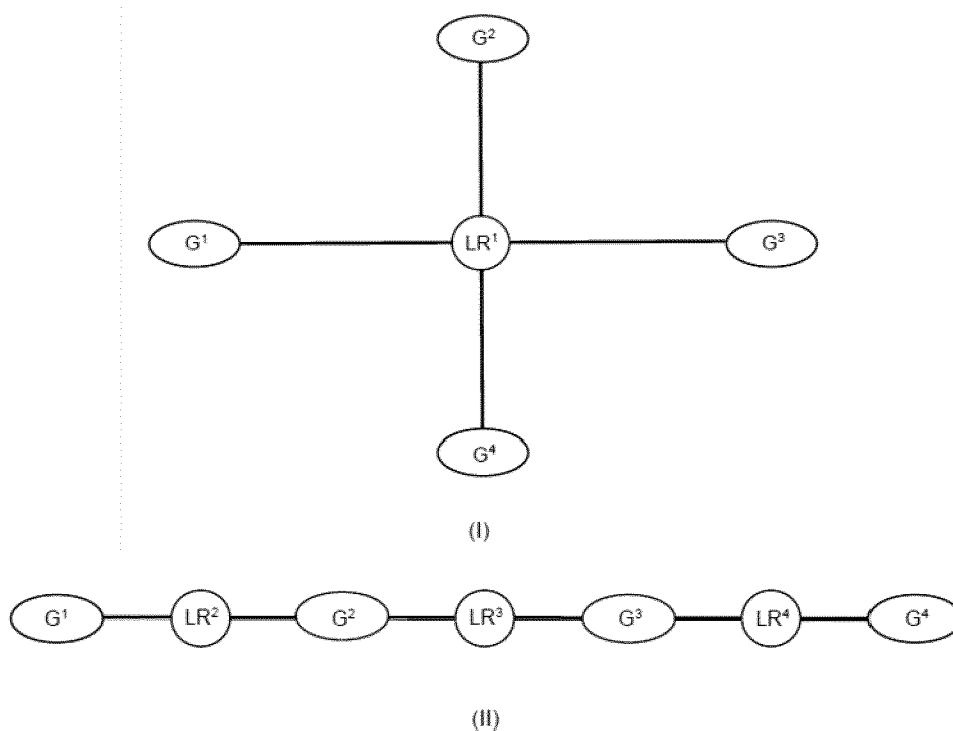 G²
G¹ LR¹ G³
G⁴
(I)
G¹ LR² G² LR³ G³ LR⁴ G⁴
(II)